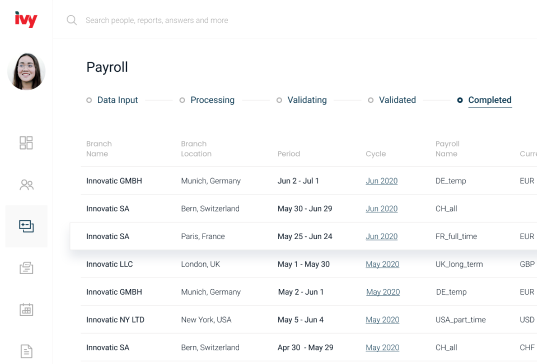 ivy
Search people, reports, answers and more
Payroll
Data Input Processing Validating Validated Completed
Branch Name Branch Location Period Cycle Payroll Name Curr
Innovatic GMBH Munich, Germany Jun 2 - Jul 1 Jun 2020 DE_temp EUR
Innovatic SA Bern, Switzerland May 30 - Jun 29 Jun 2020 CH_all
Innovatic SA Paris, France May 25 - Jun 24 Jun 2020 FR_full_time EUR
Innovatic LLC London, UK May 1 - May 30 May 2020 UK_long_term GBP
Innovatic GMBH Munich, Germany May 2 - Jun 1 May 2020 DE_temp EUR
Innovatic NY LTD New York, USA May 5 - Jun 4 May 2020 USA_part_time USD
Innovatic SA Bern, Switzerland Apr 30 - May 29 May 2020 CH_all CHF